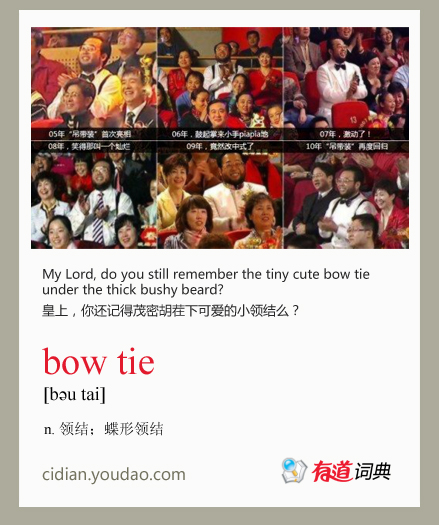 05年“吊带装”首次亮相
06年，鼓起掌来小手piapla地
07年，激动了！
08年，笑得那叫一个灿烂
09年，竟然改中式了
10年“吊带装”再度回归
My Lord, do you still remember the tiny cute bow tie
under the thick bushy beard?
皇上，你还记得茂密胡茬下可爱的小领结么？
bow tie
[bəu tai]
n. 领结；蝶形领结
cidian.youdao.com
有道词典